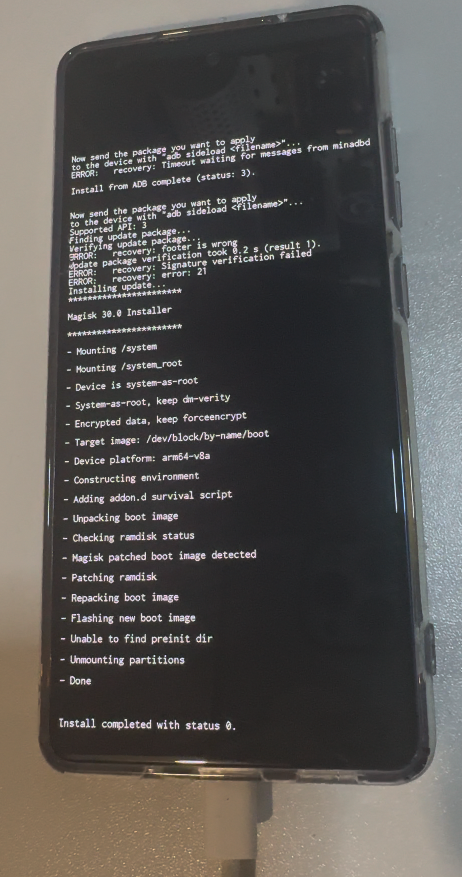 Now send the package you want to apply
to the device with "adb sideload <filename>"...
ERROR: recovery: Timeout waiting for messages from minadbd
Install from ADB complete (status: 3).
Now send the package you want to apply
to the device with "adb sideload <filename>"...
Supported API: 3
Finding update package...
Verifying update package...
ERROR: recovery: footer is wrong
Update package verification took 0.2 s (result 1).
ERROR: recovery: Signature verification failed
ERROR: recovery: error: 21
Installing update...
***********************
Magisk 30.0 Installer
***********************
- Mounting /system
- Mounting /system_root
- Device is system-as-root
- System-as-root, keep dm-verity
- Encrypted data, keep forceencrypt
- Target image: /dev/block/by-name/boot
- Device platform: arm64-v8a
- Constructing environment
- Adding addon.d survival script
- Unpacking boot image
- Checking ramdisk status
- Magisk patched boot image detected
- Patching ramdisk
- Repacking boot image
- Flashing new boot image
- Unable to find preinit dir
- Unmounting partitions
- Done
Install completed with status 0.